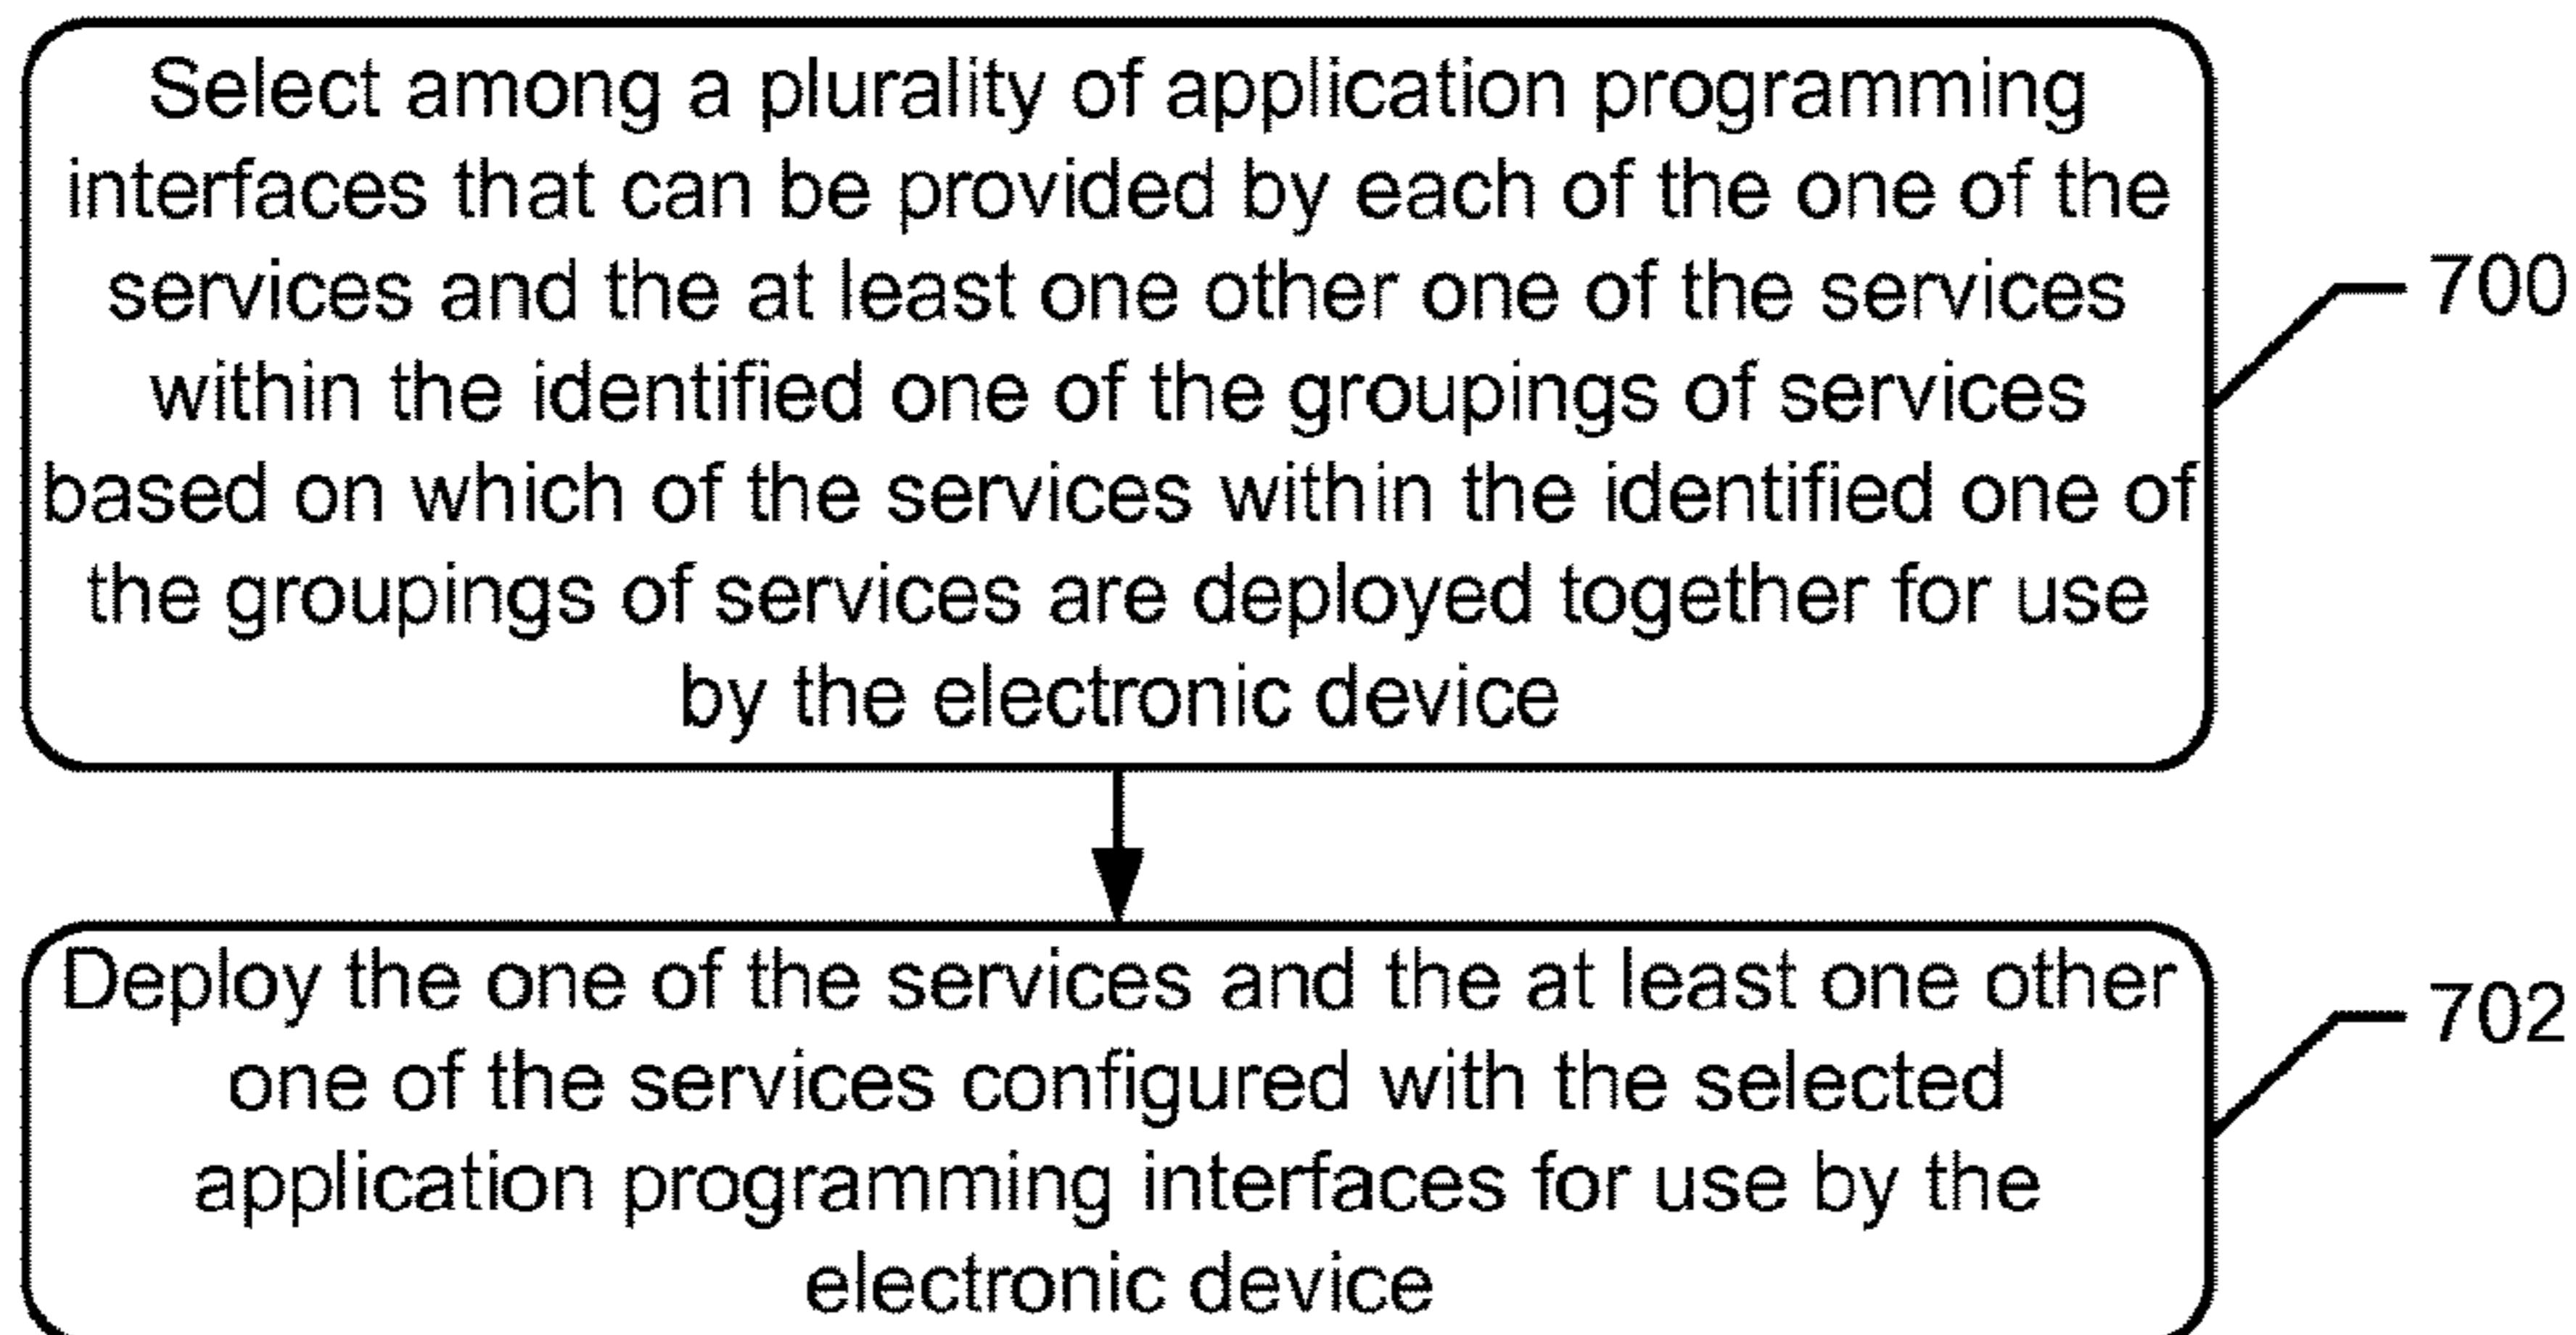 Select among a plurality of application programming
interfaces that can be provided by each of the one of the
services and the at least one other one of the services
within the identified one of the groupings of services
based on which of the services within the identified one of
the groupings of services are deployed together for use
by the electronic device
700
Deploy the one of the services and the at least one other
one of the services configured with the selected
application programming interfaces for use by the
electronic device
702